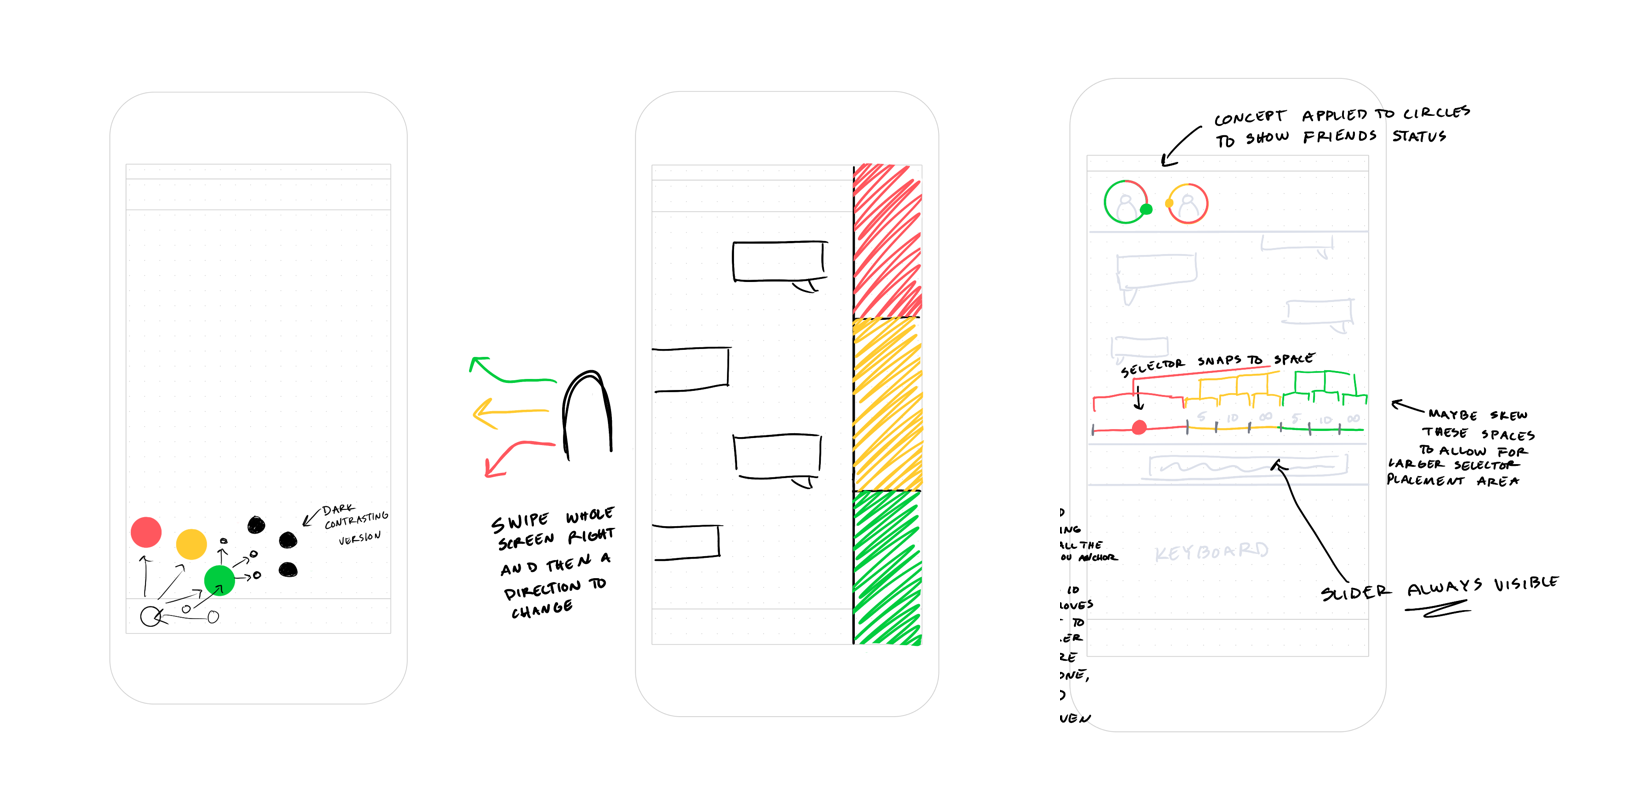 DARK
CONTRASTING
VERSION
SWIPE WHOLE
SCREEN RIGHT
AND THEN A
DIRECTION TO
CHANGE
CONCEPT APPLIED TO CIRCLES
TO SHOW FRIENDS STATUS
SELECTOR SNAPS TO SPACE
5 10 ∞ 5 10 ∞
MAYBE SKEW
THESE SPACES
TO ALLOW FOR
LARGER SELECTOR
PLACEMENT AREA
KEYBOARD
SLIDER ALWAYS VISIBLE
ING
ALL THE
OU ANCHOR
10
OVES
TO
ER
RE
ONE,
VEN